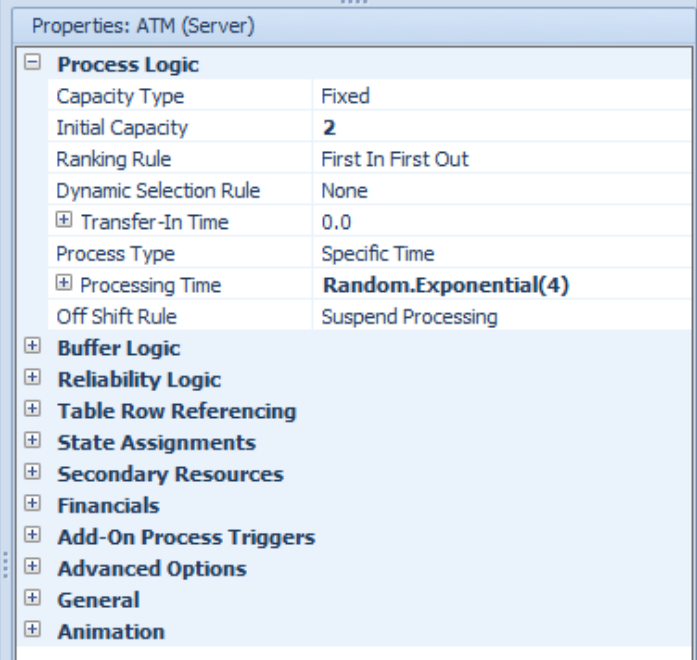 Properties: ATM (Server)
Process Logic
Capacity Type Fixed
Initial Capacity 2
Ranking Rule First In First Out
Dynamic Selection Rule None
Transfer-In Time 0.0
Process Type Specific Time
Processing Time Random.Exponential(4)
Off Shift Rule Suspend Processing
Buffer Logic
Reliability Logic
Table Row Referencing
State Assignments
Secondary Resources
Financials
Add-On Process Triggers
Advanced Options
General
Animation